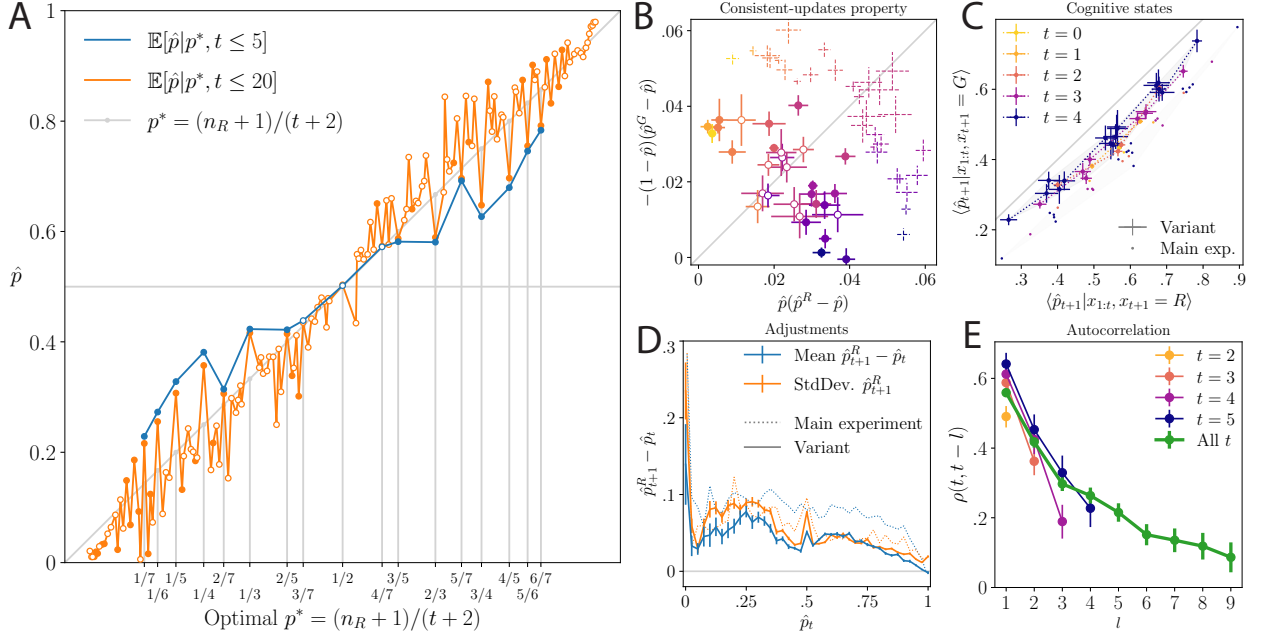 A
1
0.8
0.6
0.4
0.2
0
p̂
𝔼[p̂|p*, t ≤ 5]
𝔼[p̂|p*, t ≤ 20]
p* = (n_R + 1)/(t + 2)
1/7 1/5 1/4 2/7 1/3 2/5 1/2 3/5 5/7 4/5 6/7
1/6 3/7 4/7 2/3 3/4 5/6
Optimal p* = (n_R + 1)/(t + 2)
B
Consistent-updates property
.06
.04
.02
0
−(1 − p̂)(p̂^G − p̂)
0 .02 .04 .06
p̂(p̂^R − p̂)
C
Cognitive states
t = 0
t = 1
t = 2
t = 3
t = 4
Variant
Main exp.
.6
.4
.2
⟨p̂_{t+1}|x_{1:t}, x_{t+1} = G⟩
.3 .5 .7 .9
⟨p̂_{t+1}|x_{1:t}, x_{t+1} = R⟩
D
Adjustments
.3
.2
.1
0
p̂^R_{t+1} − p̂_t
Mean p̂^R_{t+1} − p̂_t
StdDev. p̂^R_{t+1}
Main experiment
Variant
0 .25 .5 .75 1
p̂_t
E
Autocorrelation
t = 2
t = 3
t = 4
t = 5
All t
.6
.4
.2
0
ρ(t, t − l)
1 2 3 4 5 6 7 8 9
l